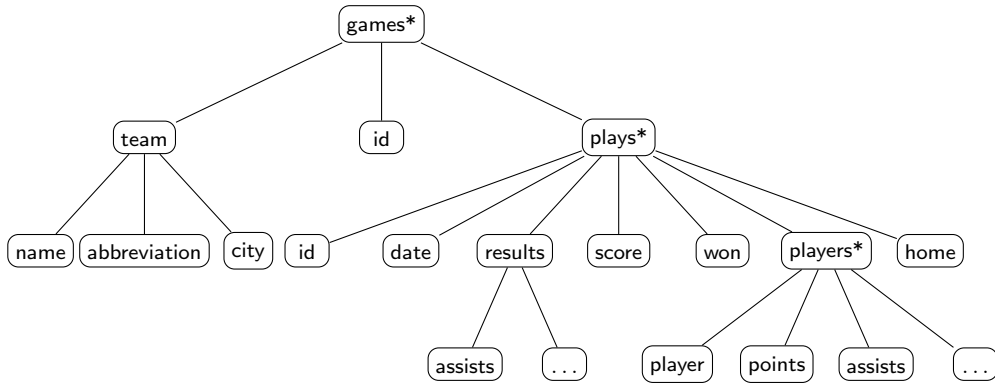 games*
team
id
plays*
name
abbreviation
city
id
date
results
score
won
players*
home
assists
...
player
points
assists
...